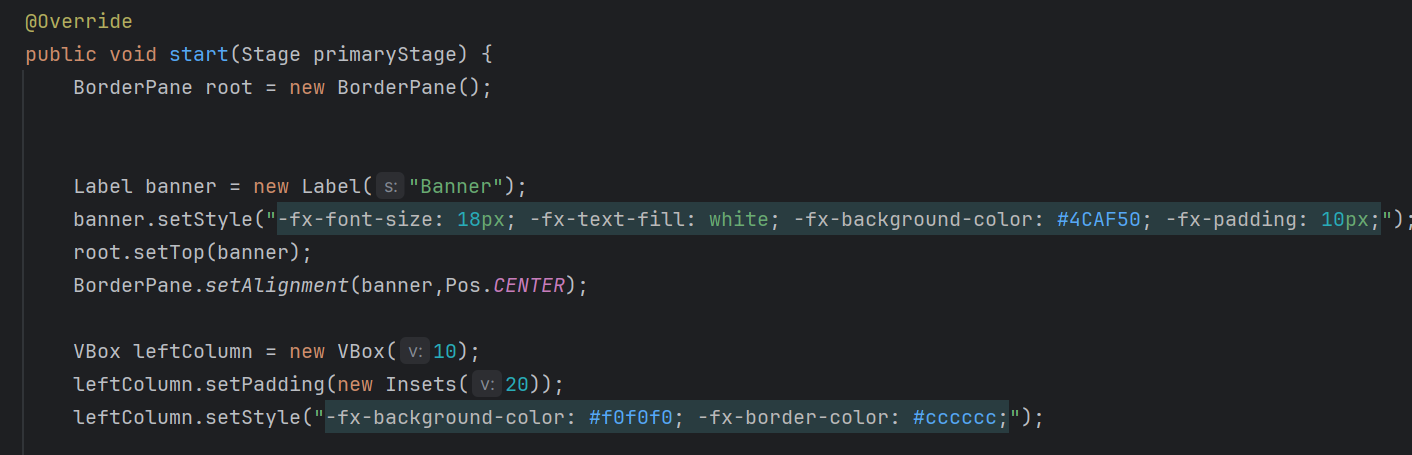 @Override
public void start(Stage primaryStage) {
BorderPane root = new BorderPane();
Label banner = new Label( s: "Banner");
banner.setStyle("-fx-font-size: 18px; -fx-text-fill: white; -fx-background-color: #4CAF50; -fx-padding: 10px;");
root.setTop(banner);
BorderPane.setAlignment(banner,Pos.CENTER);
VBox leftColumn = new VBox( v: 10);
leftColumn.setPadding(new Insets( v: 20));
leftColumn.setStyle("-fx-background-color: #f0f0f0; -fx-border-color: #cccccc;");